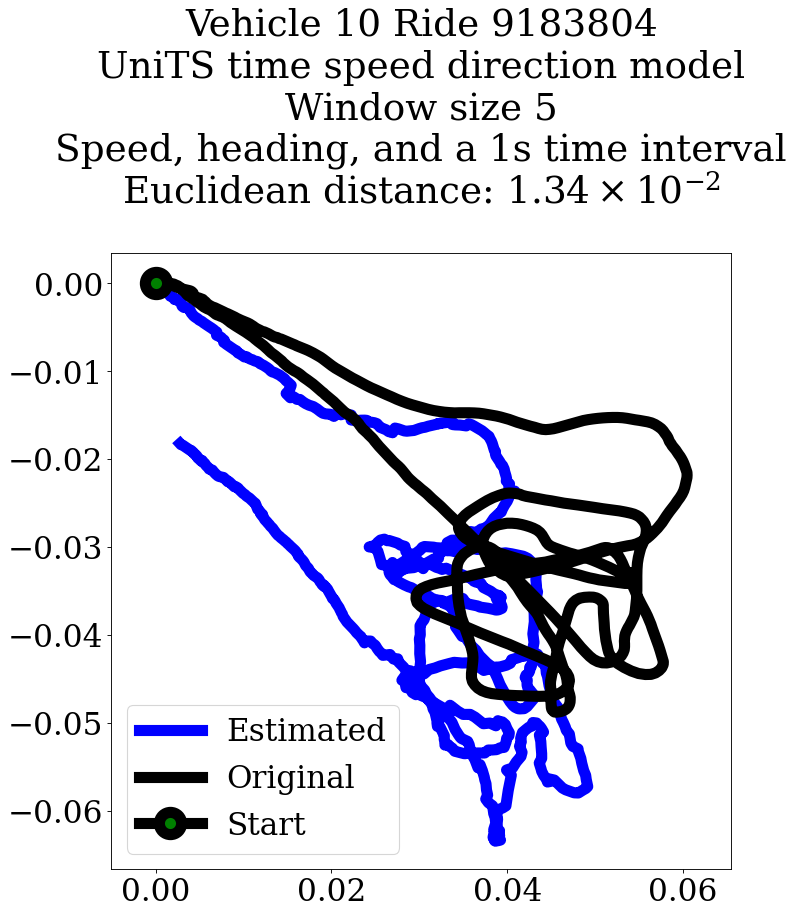 Vehicle 10 Ride 9183804
UniTS time speed direction model
Window size 5
Speed, heading, and a 1s time interval
Euclidean distance: 1.34 × 10⁻²
0.00
−0.01
−0.02
−0.03
−0.04
−0.05
−0.06
Estimated
Original
Start
0.00 0.02 0.04 0.06